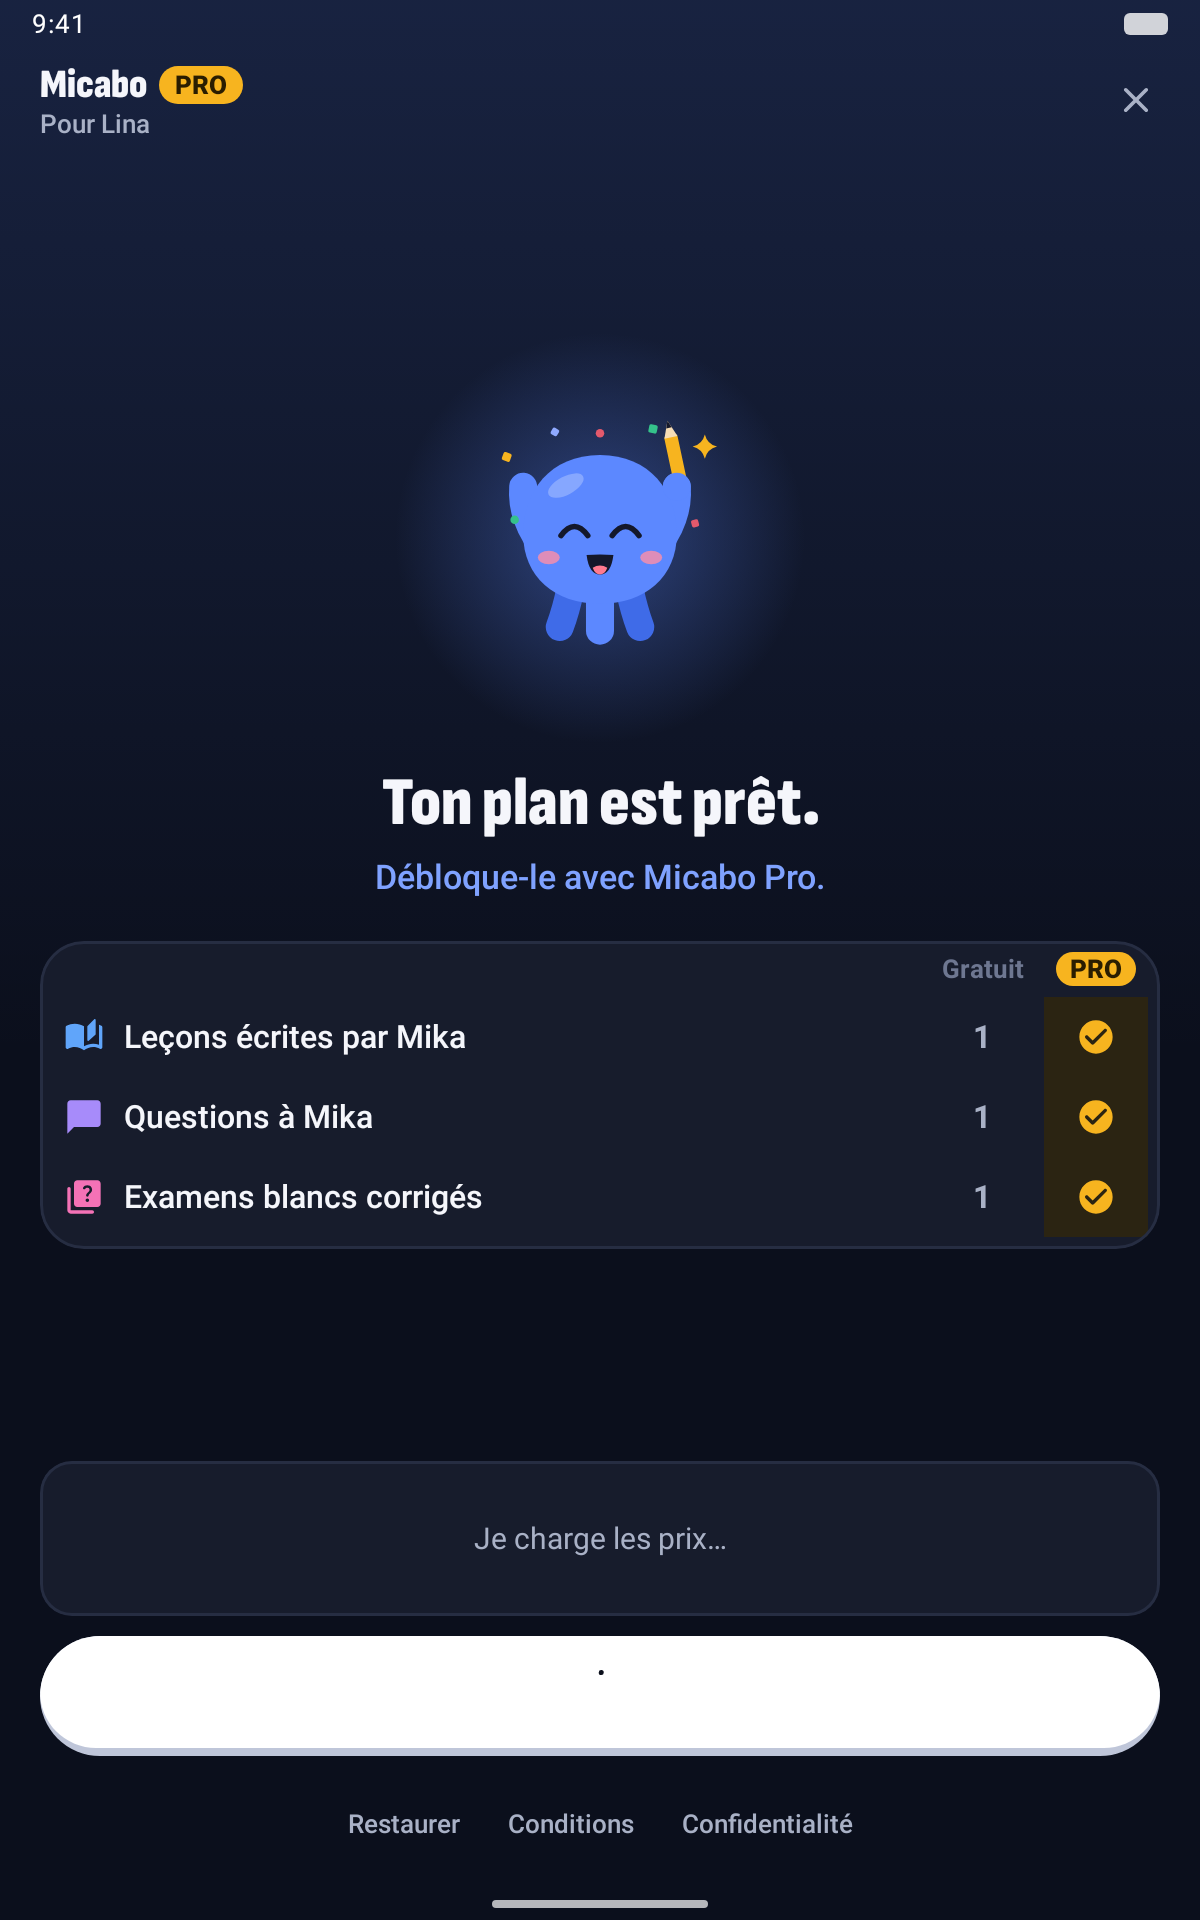 9:41
Micabo PRO
Pour Lina
Ton plan est prêt.
Débloque-le avec Micabo Pro.
Gratuit PRO
Leçons écrites par Mika 1
Questions à Mika 1
Examens blancs corrigés 1
Je charge les prix...
Restaurer Conditions Confidentialité